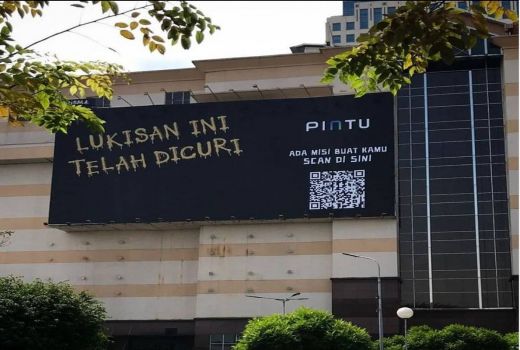 LUKISAN INI
TELAH DICURI
PINTU
ADA MISI BUAT KAMU
SCAN DI SINI